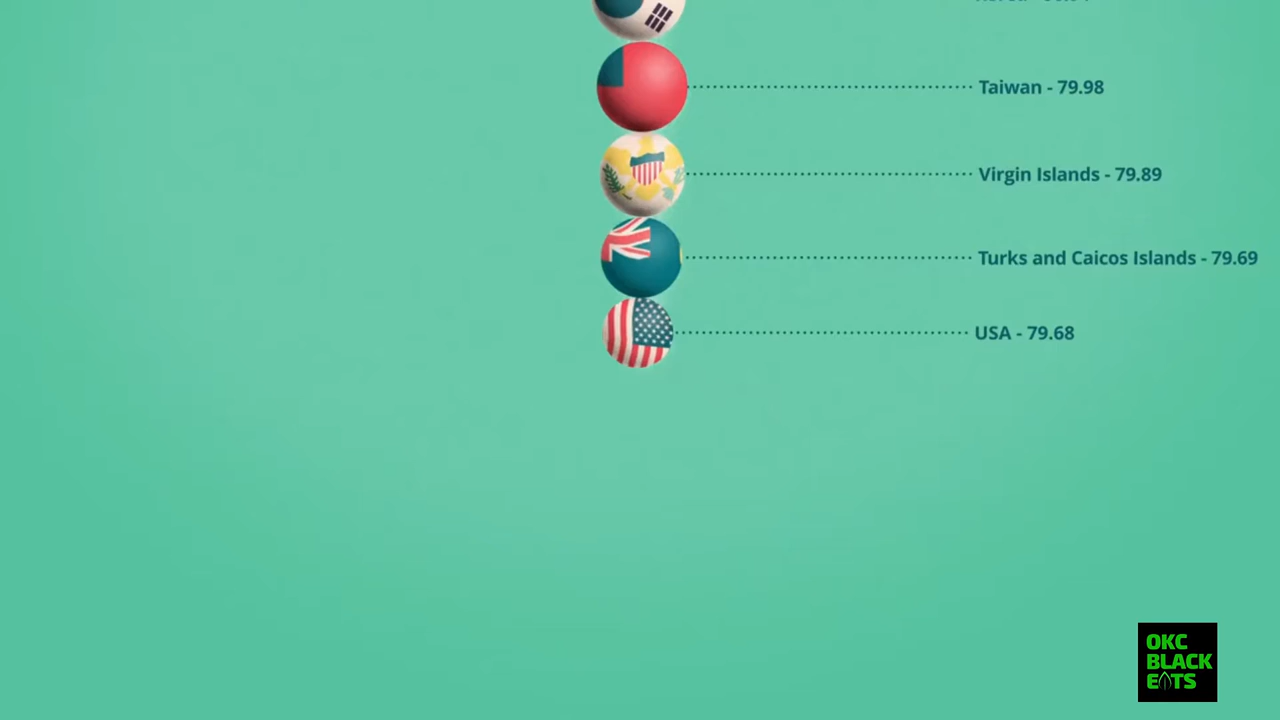 Taiwan - 79.98
Virgin Islands - 79.89
Turks and Caicos Islands - 79.69
USA - 79.68
OKC
BLACK
EATS